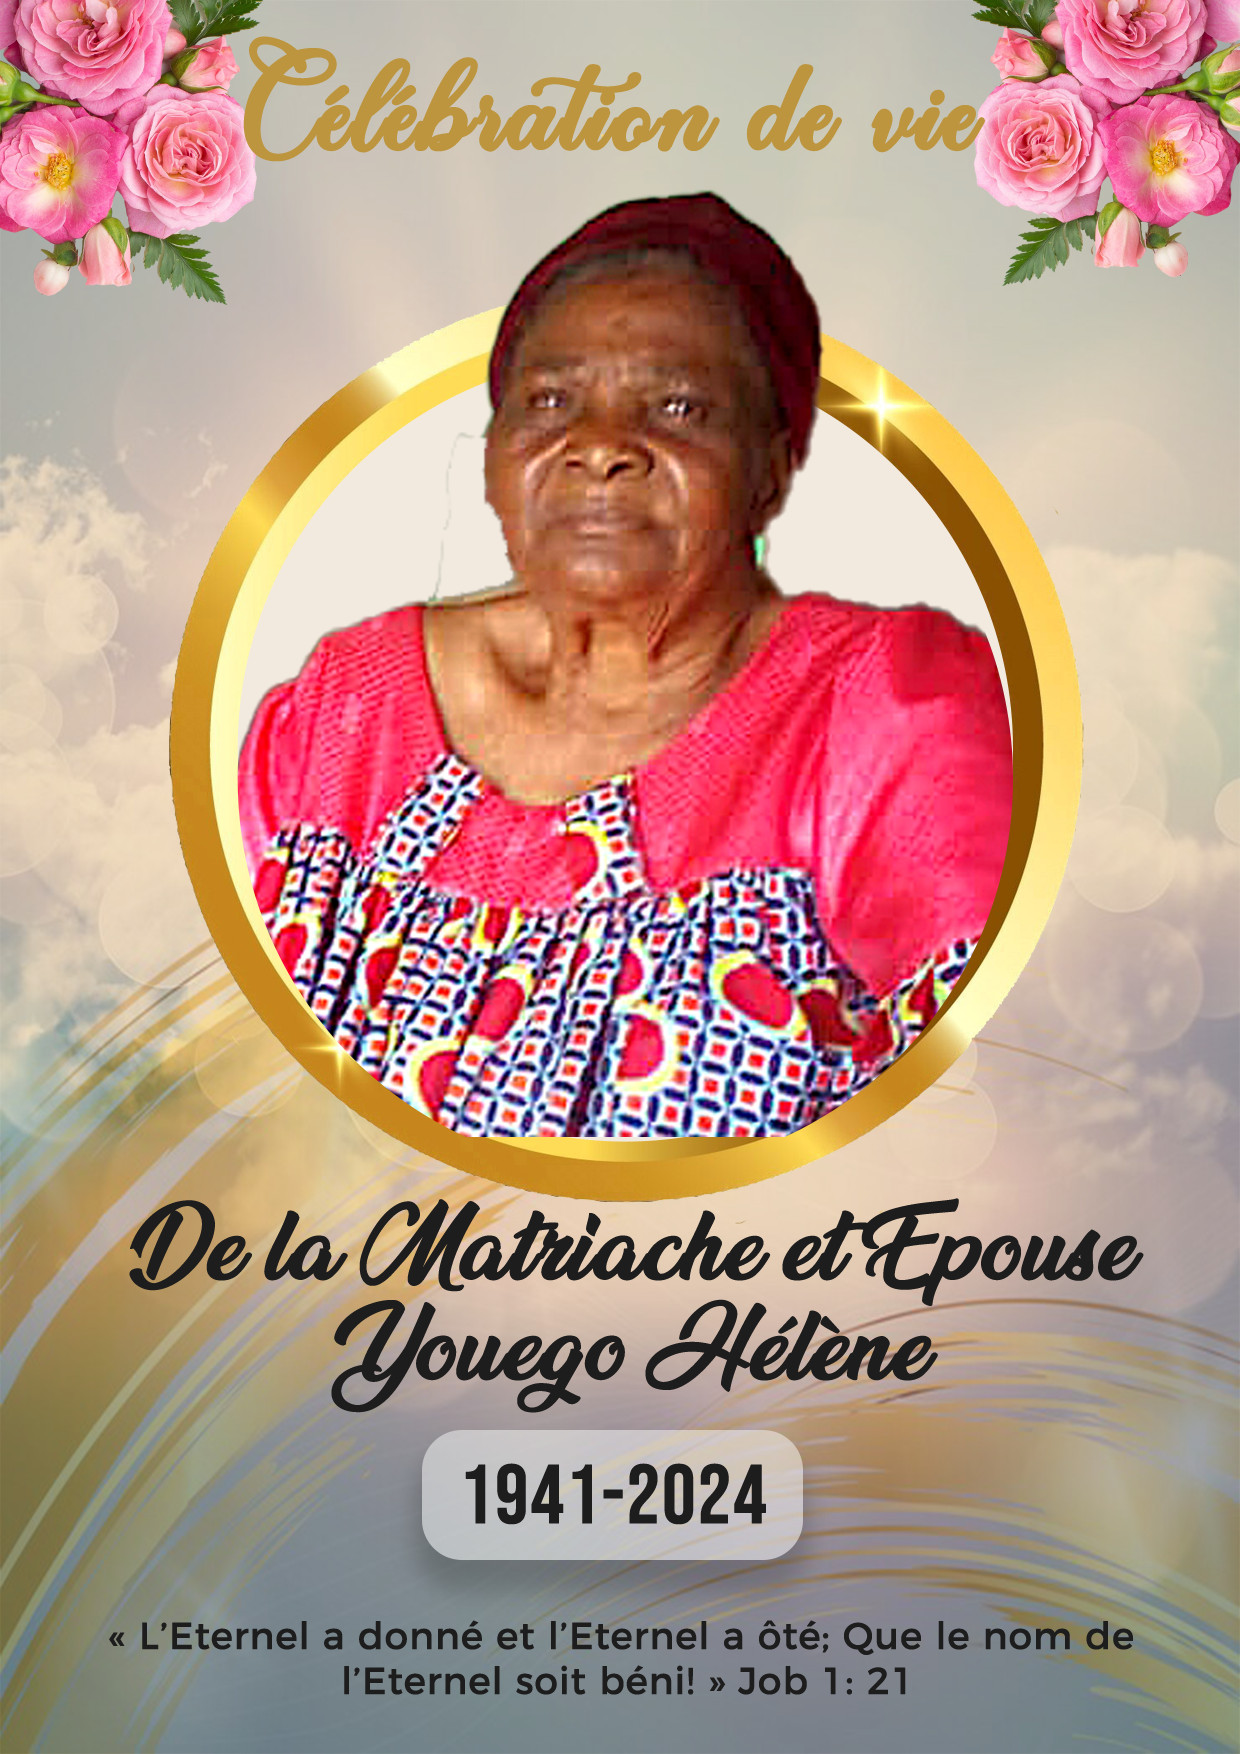 Célébration de vie
De la Matriache et Epouse
Youego Hélène
1941-2024
« L'Eternel a donné et l'Eternel a ôté; Que le nom de
l'Eternel soit béni! » Job 1: 21